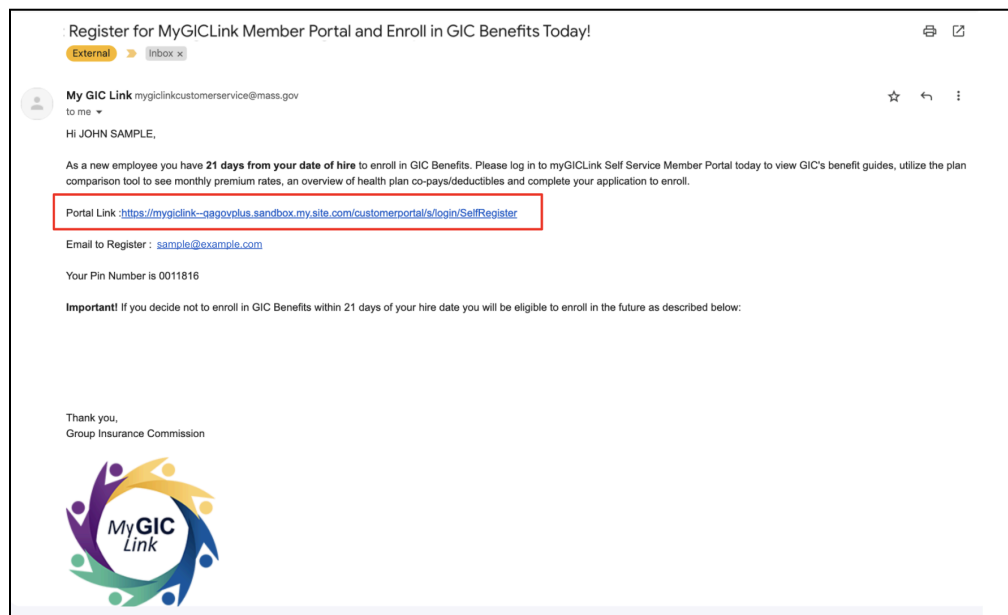 : Register for MyGICLink Member Portal and Enroll in GIC Benefits Today!
External Inbox x
My GIC Link mygiclinkcustomerservice@mass.gov
to me
Hi JOHN SAMPLE,
As a new employee you have 21 days from your date of hire to enroll in GIC Benefits. Please log in to myGICLink Self Service Member Portal today to view GIC's benefit guides, utilize the plan
comparison tool to see monthly premium rates, an overview of health plan co-pays/deductibles and complete your application to enroll.
Portal Link :https://mygiclink--qagovplus.sandbox.my.site.com/customerportal/s/login/SelfRegister
Email to Register : sample@example.com
Your Pin Number is 0011816
Important! If you decide not to enroll in GIC Benefits within 21 days of your hire date you will be eligible to enroll in the future as described below:
Thank you,
Group Insurance Commission
MyGIC
Link